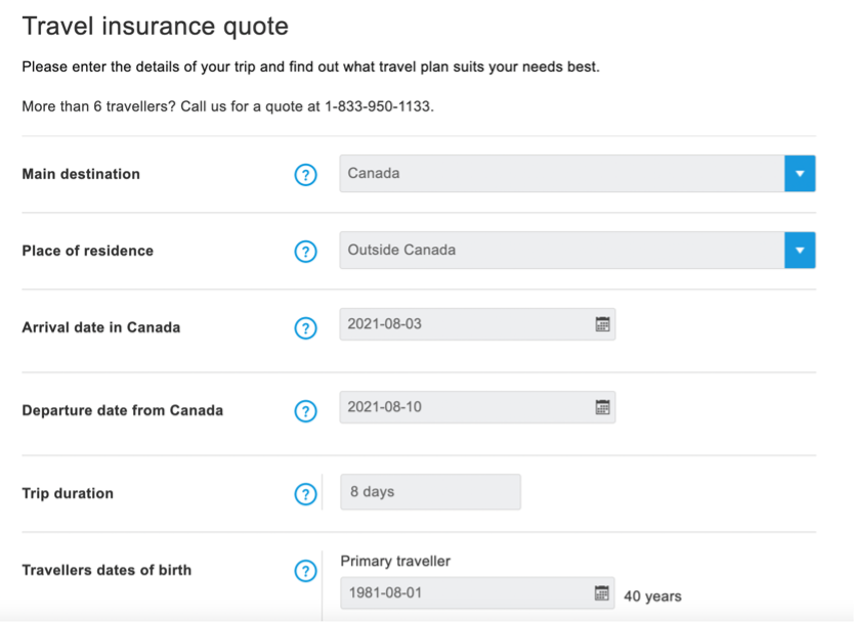 Travel insurance quote
Please enter the details of your trip and find out what travel plan suits your needs best.
More than 6 travellers? Call us for a quote at 1-833-950-1133.
Main destination ? Canada
Place of residence ? Outside Canada
Arrival date in Canada ? 2021-08-03
Departure date from Canada ? 2021-08-10
Trip duration ? 8 days
Travellers dates of birth ? Primary traveller
1981-08-01 40 years